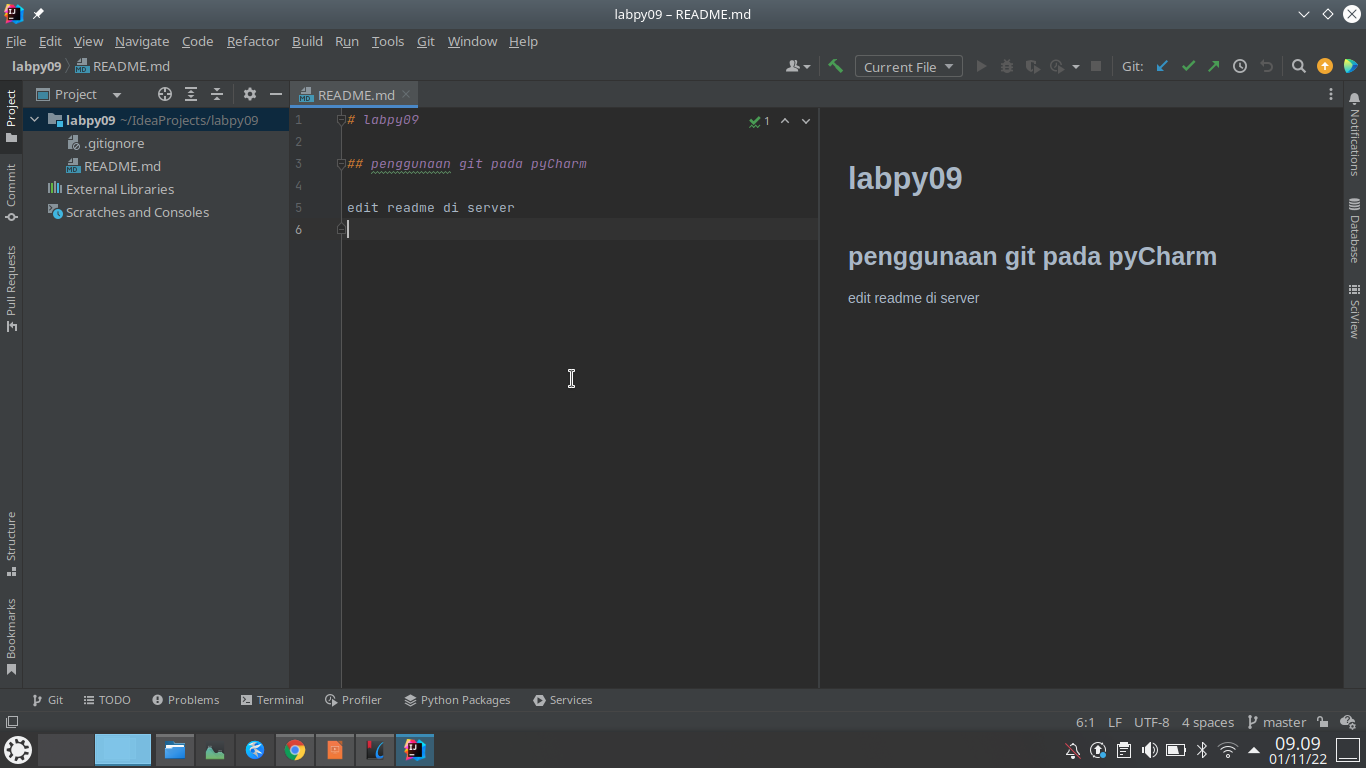 labpy09 – README.md
File Edit View Navigate Code Refactor Build Run Tools Git Window Help
labpy09 README.md Current File Git:
Project README.md
Project
Commit
Pull Requests
Structure
Bookmarks
labpy09 ~/IdeaProjects/labpy09
.gitignore
README.md
External Libraries
Scratches and Consoles
1 # labpy09
2
3 ## penggunaan git pada pyCharm
4
5 edit readme di server
6
1
labpy09
penggunaan git pada pyCharm
edit readme di server
Notifications
Database
SciView
Git TODO Problems Terminal Profiler Python Packages Services
6:1 LF UTF-8 4 spaces master
09.09
01/11/22